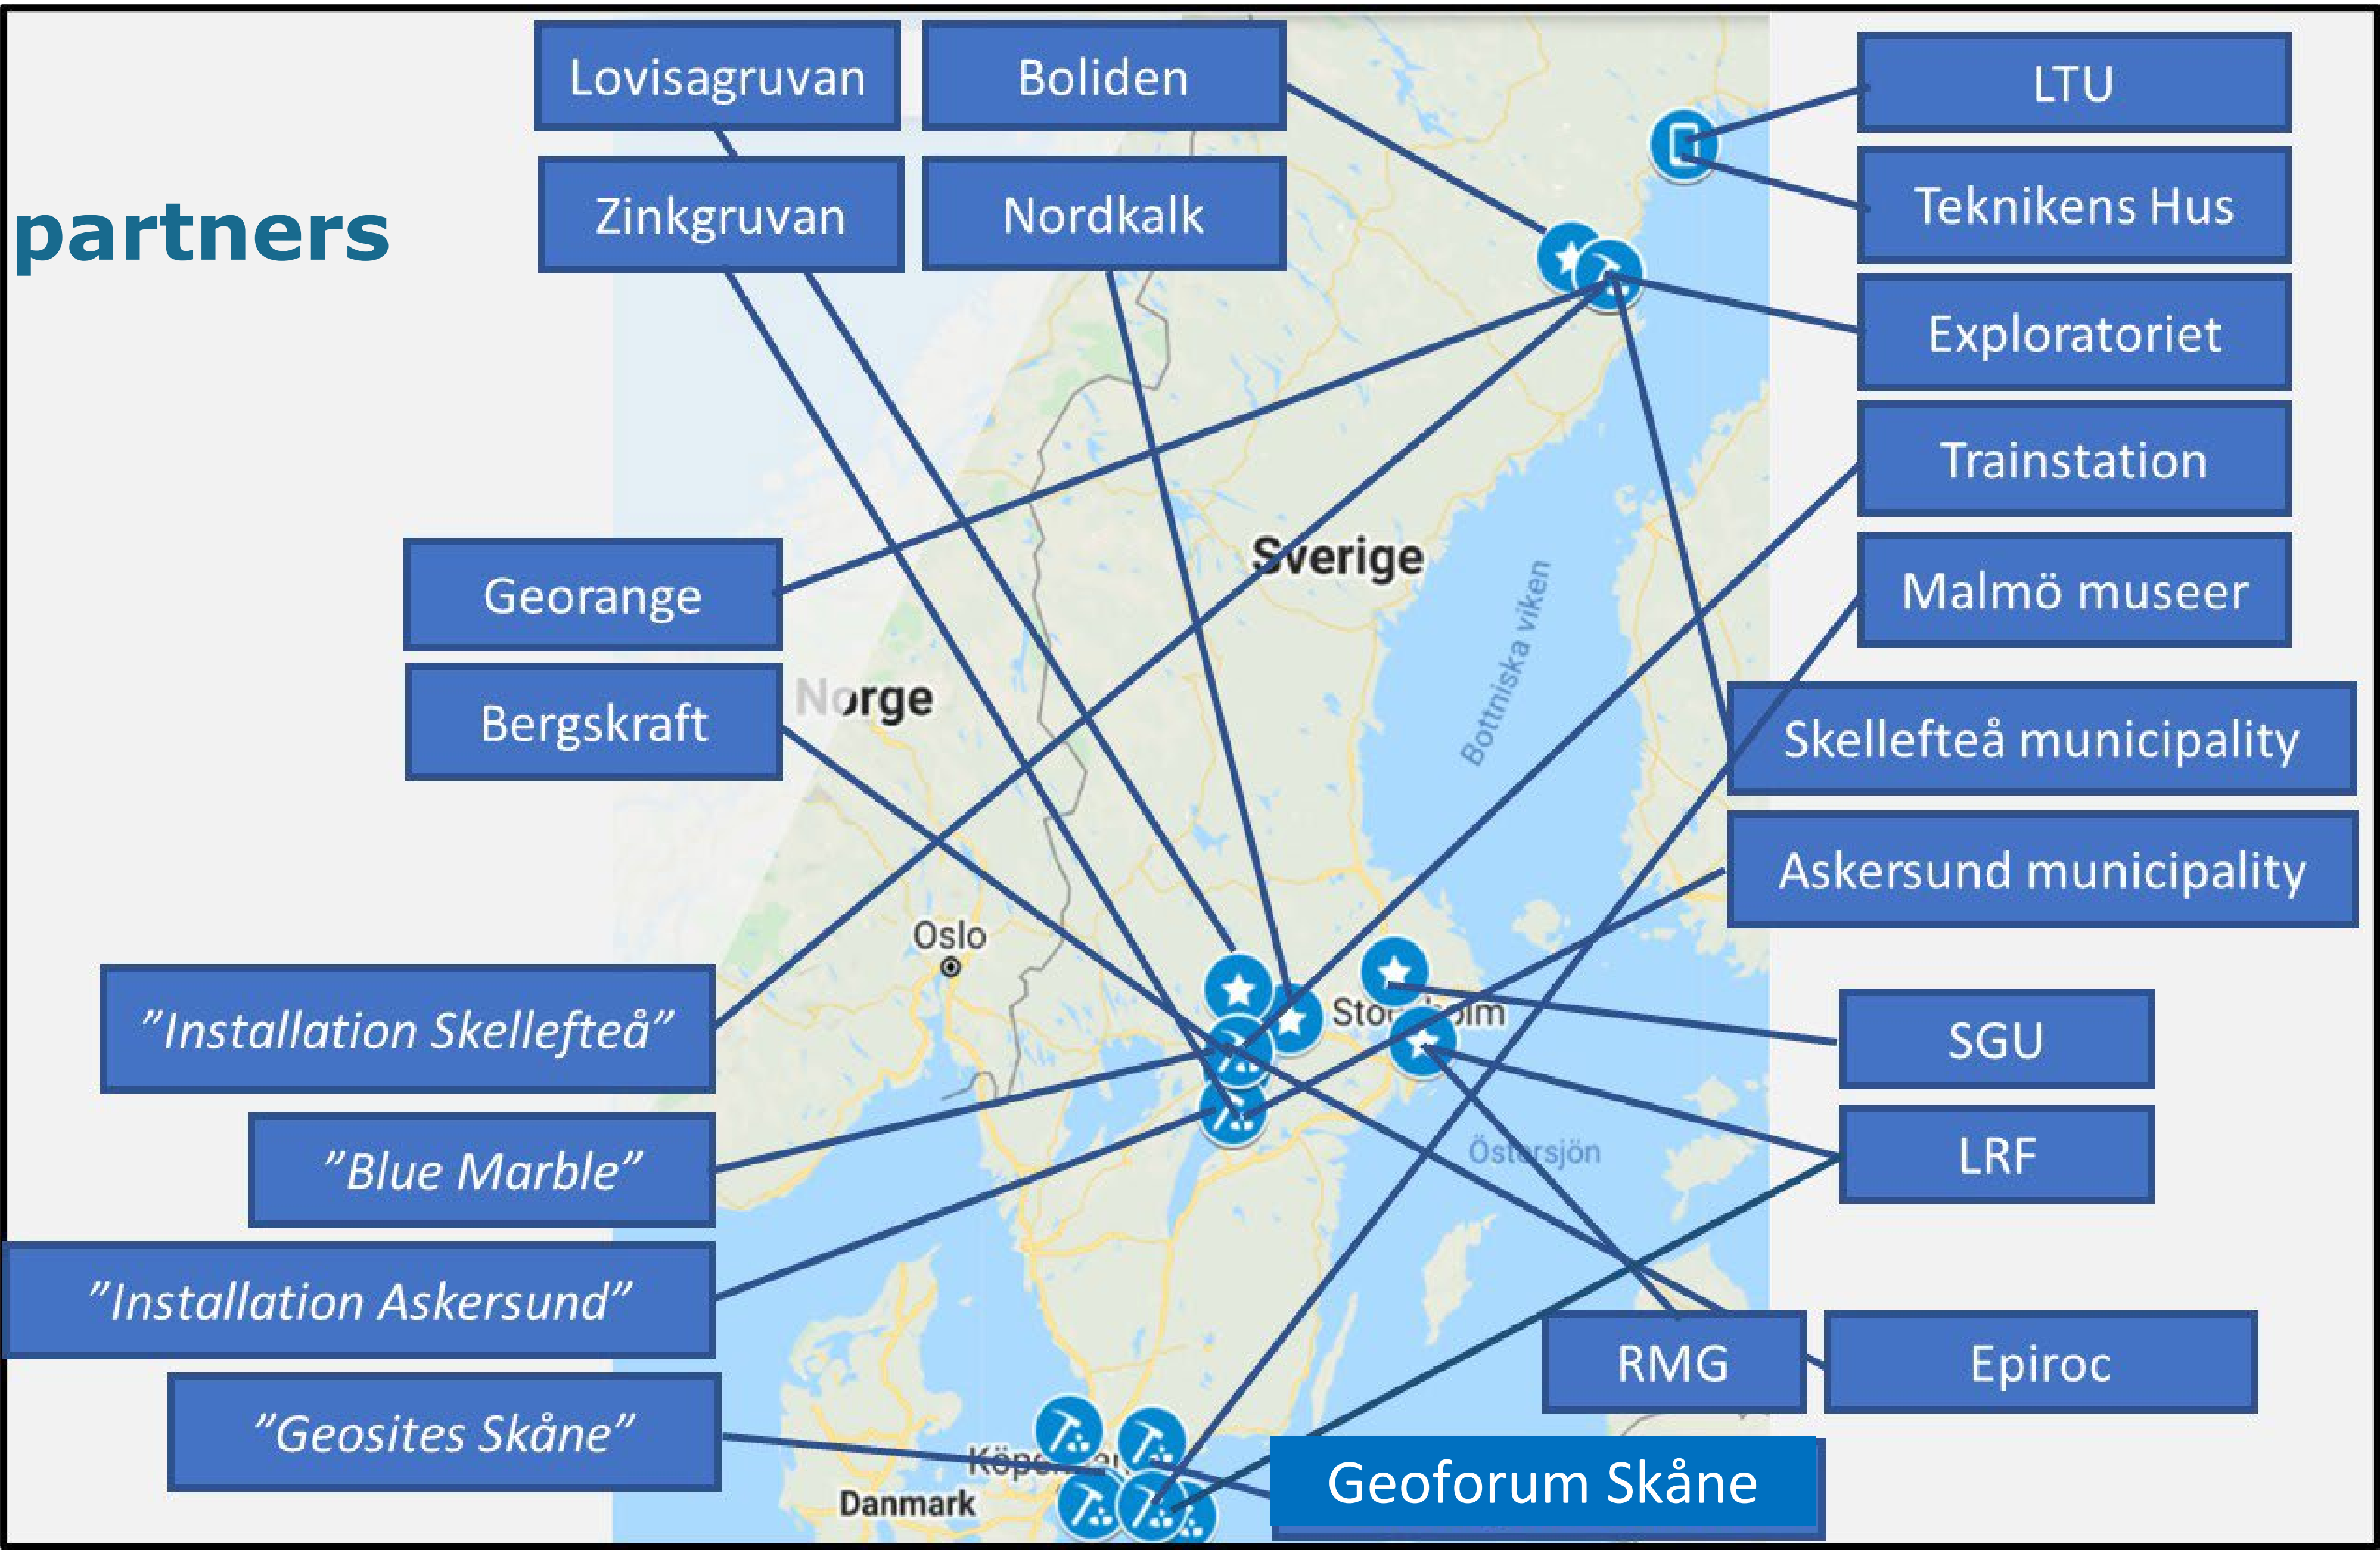 Lovisagruvan
Boliden
LTU
Zinkgruvan
Nordkalk
Teknikens Hus
partners
Exploratoriet
Trainstation
Sverige
Georange
Malmö museer
Bottniska viken
Norge
Bergskraft
Skellefteå municipality
Askersund municipality
Oslo
Stockholm
”Installation Skellefteå”
SGU
”Blue Marble”
Östersjön
LRF
”Installation Askersund”
RMG
Epiroc
”Geosites Skåne”
Danmark
Geoforum Skåne